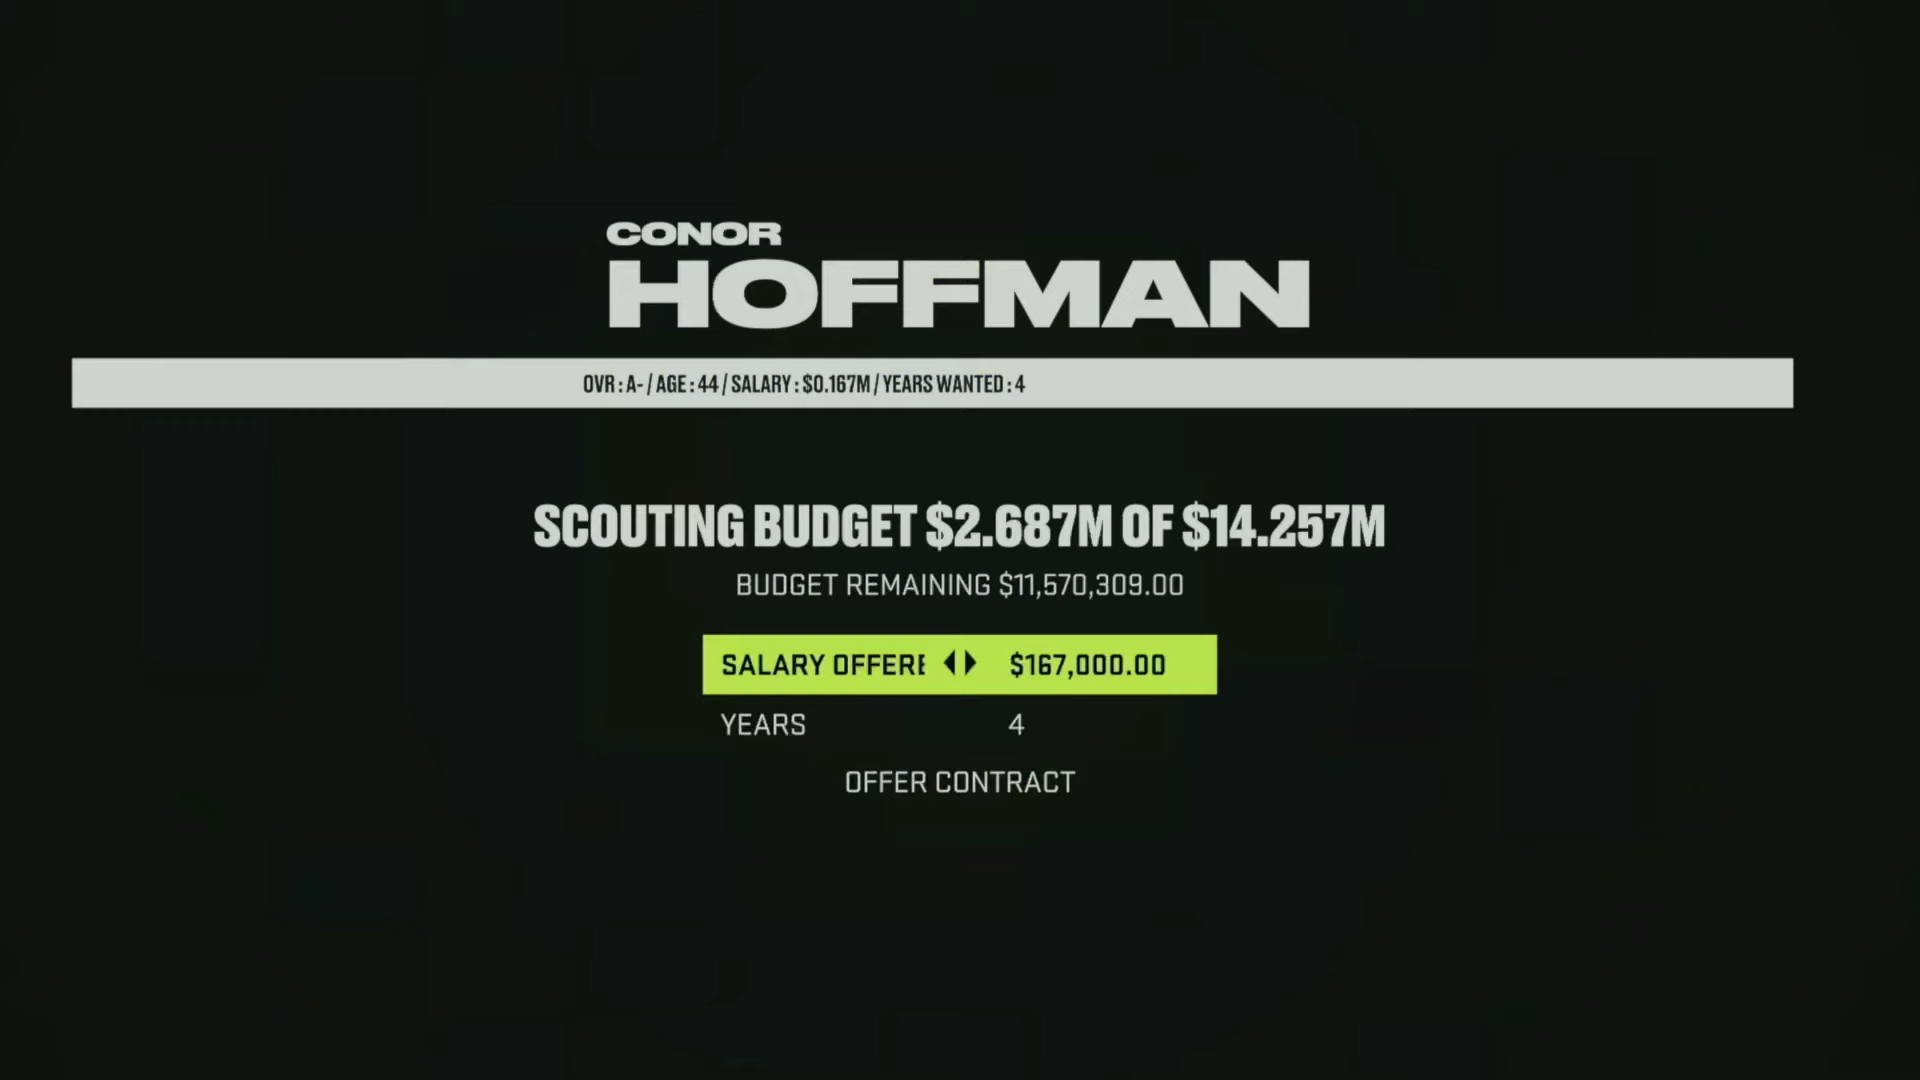 CONOR
HOFFMAN
OVR : A- / AGE : 44 / SALARY : $0.167M / YEARS WANTED : 4
SCOUTING BUDGET $2.687M OF $14.257M
BUDGET REMAINING $11,570,309.00
SALARY OFFERE $167,000.00
YEARS 4
OFFER CONTRACT